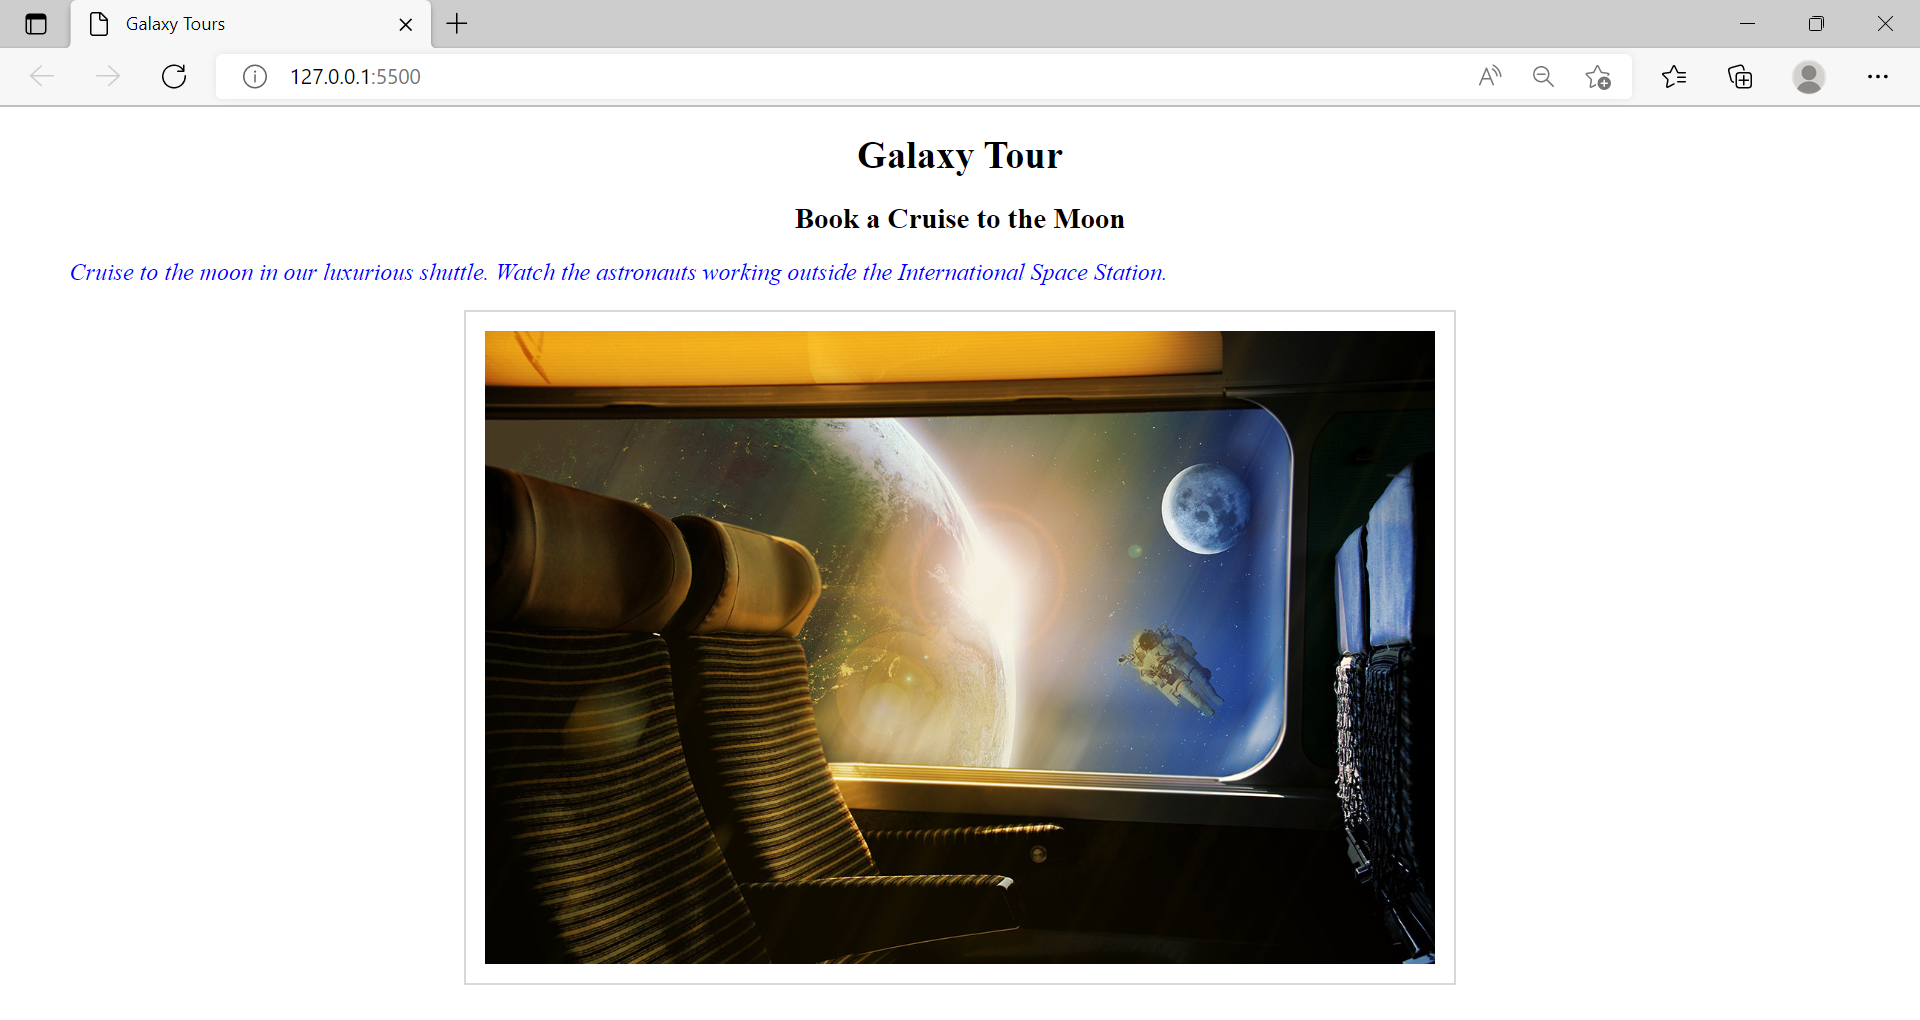 Galaxy Tours
127.0.0.1:5500
Galaxy Tour
Book a Cruise to the Moon
Cruise to the moon in our luxurious shuttle. Watch the astronauts working outside the International Space Station.